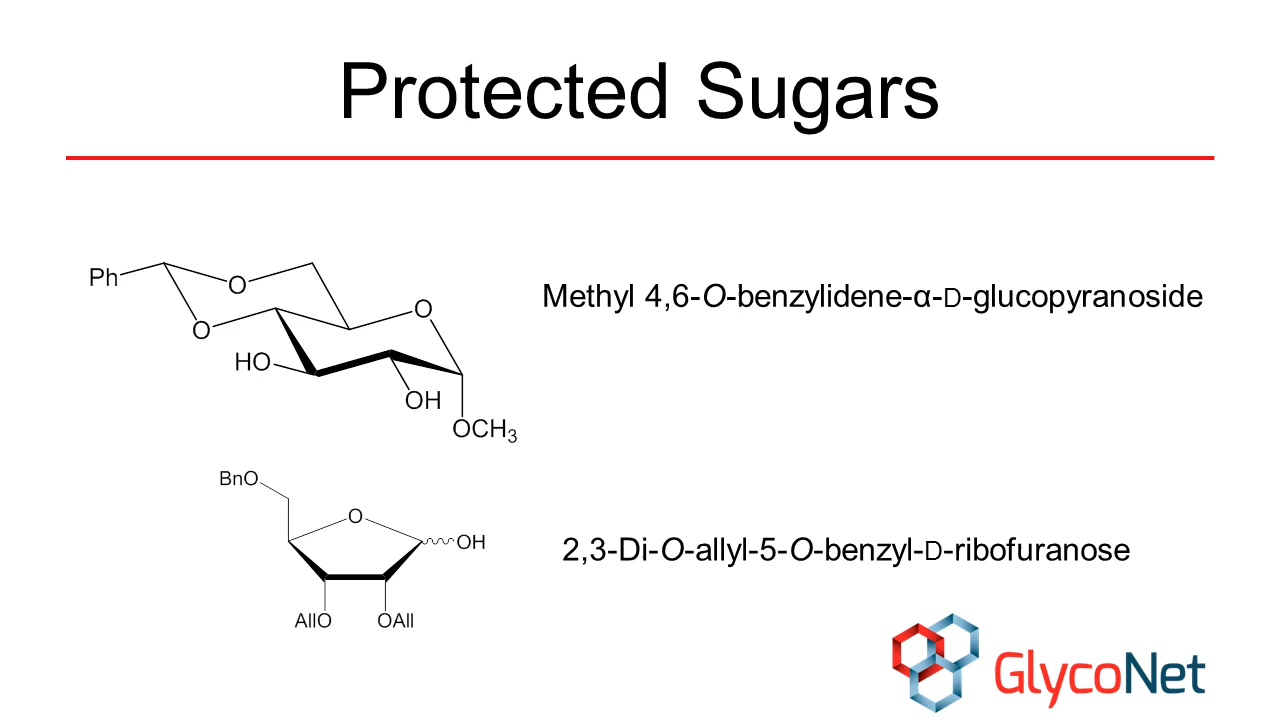 Protected Sugars
Ph
O
O
O
HO
OH
OCH3
Methyl 4,6-O-benzylidene-α-D-glucopyranoside
BnO
O
OH
AllO
OAll
2,3-Di-O-allyl-5-O-benzyl-D-ribofuranose
GlycoNet